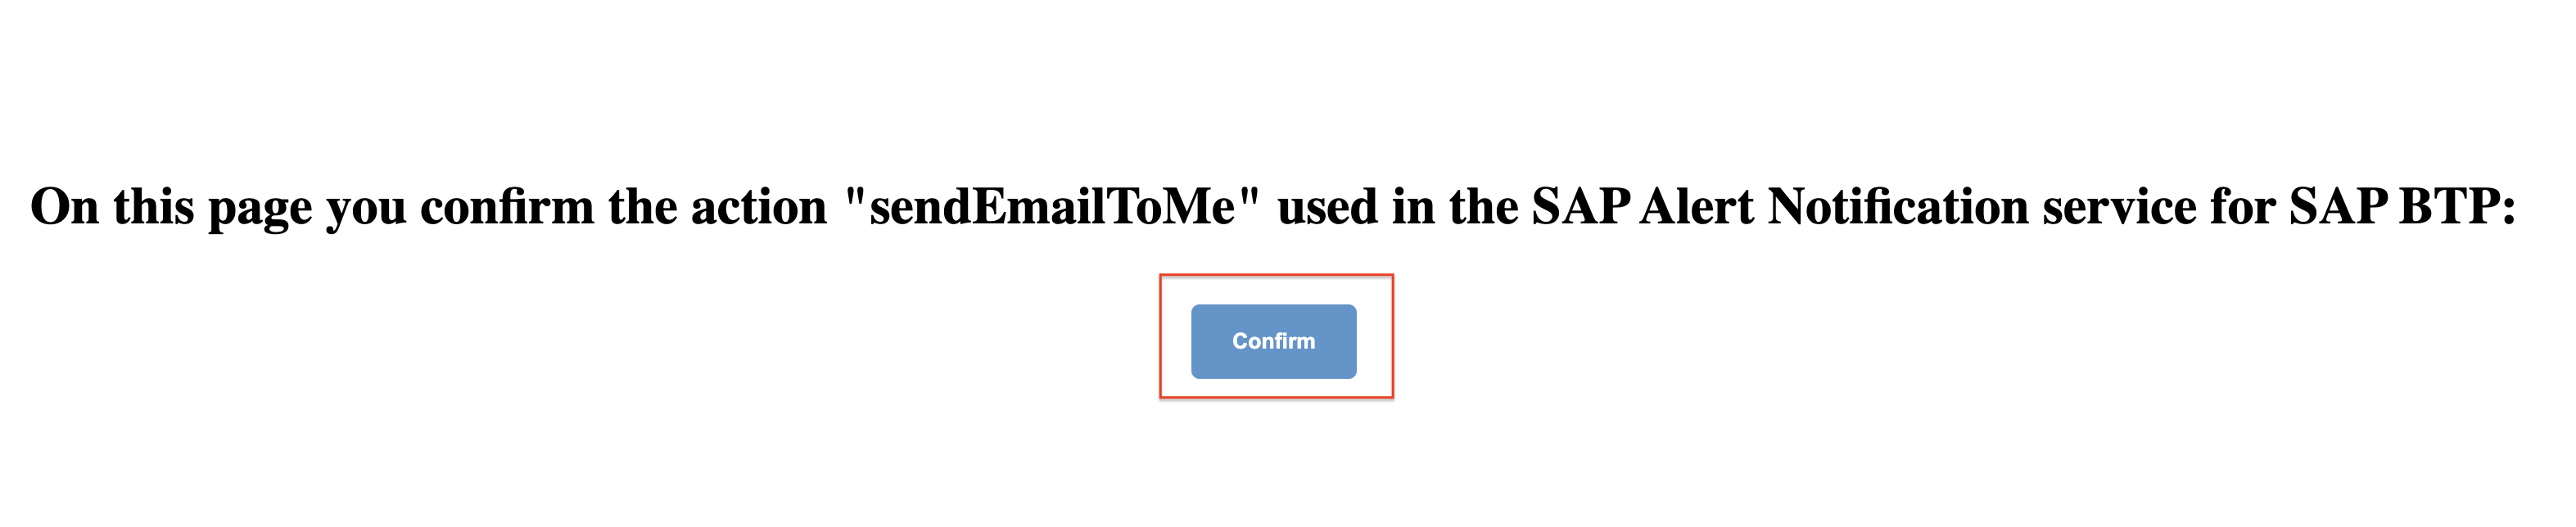 On this page you confirm the action "sendEmailToMe" used in the SAP Alert Notification service for SAP BTP:
Confirm